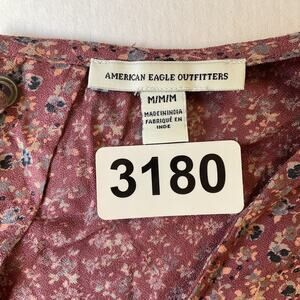 AMERICAN EAGLE OUTFITTERS
M/M/M
MADE IN INDIA
FABRIQUÉ EN
INDE
3180